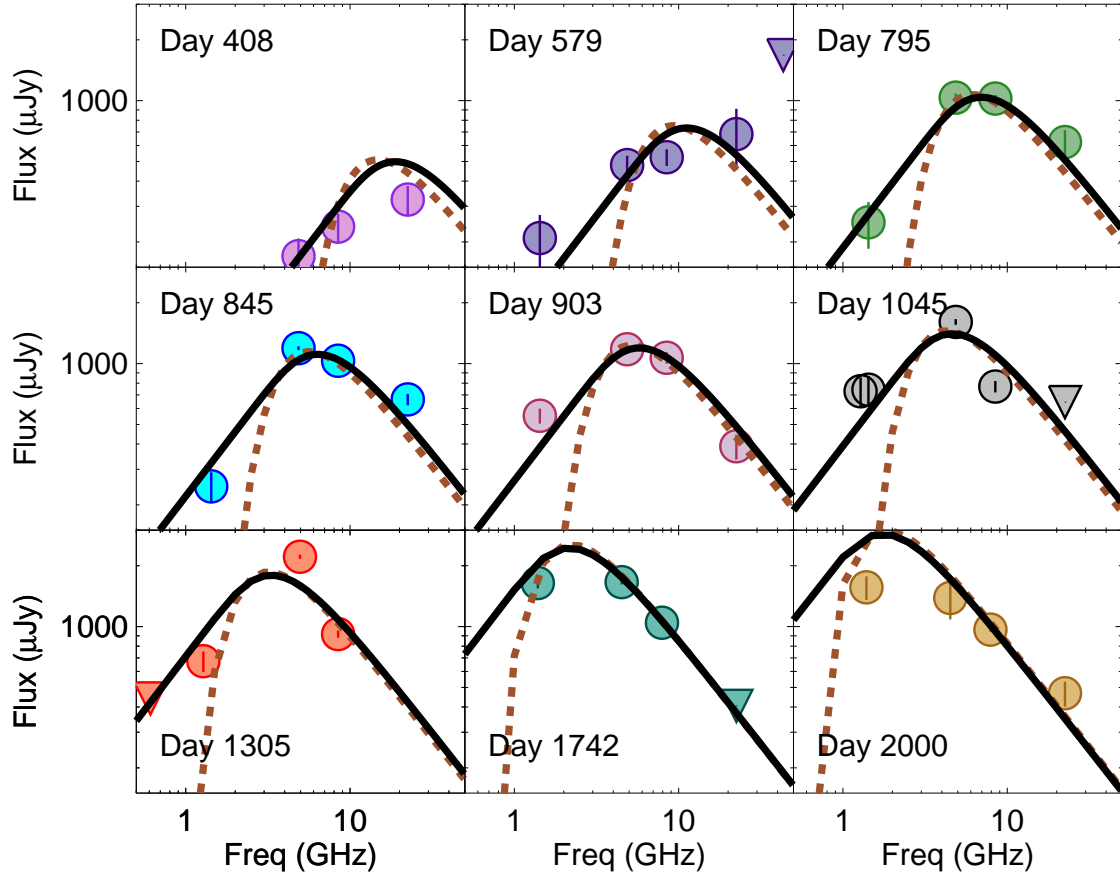 Day 408
Day 579
Day 795
Flux (μJy)
1000
Day 845
Day 903
Day 1045
Flux (μJy)
1000
Flux (μJy)
1000
Day 1305
Day 1742
Day 2000
1 10
1 10
1 10
Freq (GHz)
Freq (GHz)
Freq (GHz)